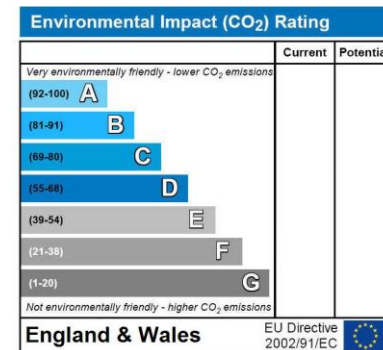 Environmental Impact (CO₂) Rating
Current Potentia
Very environmentally friendly - lower CO₂ emissions
(92-100) A
(81-91) B
(69-80) C
(55-68) D
(39-54) E
(21-38) F
(1-20) G
Not environmentally friendly - higher CO₂ emissions
England & Wales
EU Directive
2002/91/EC